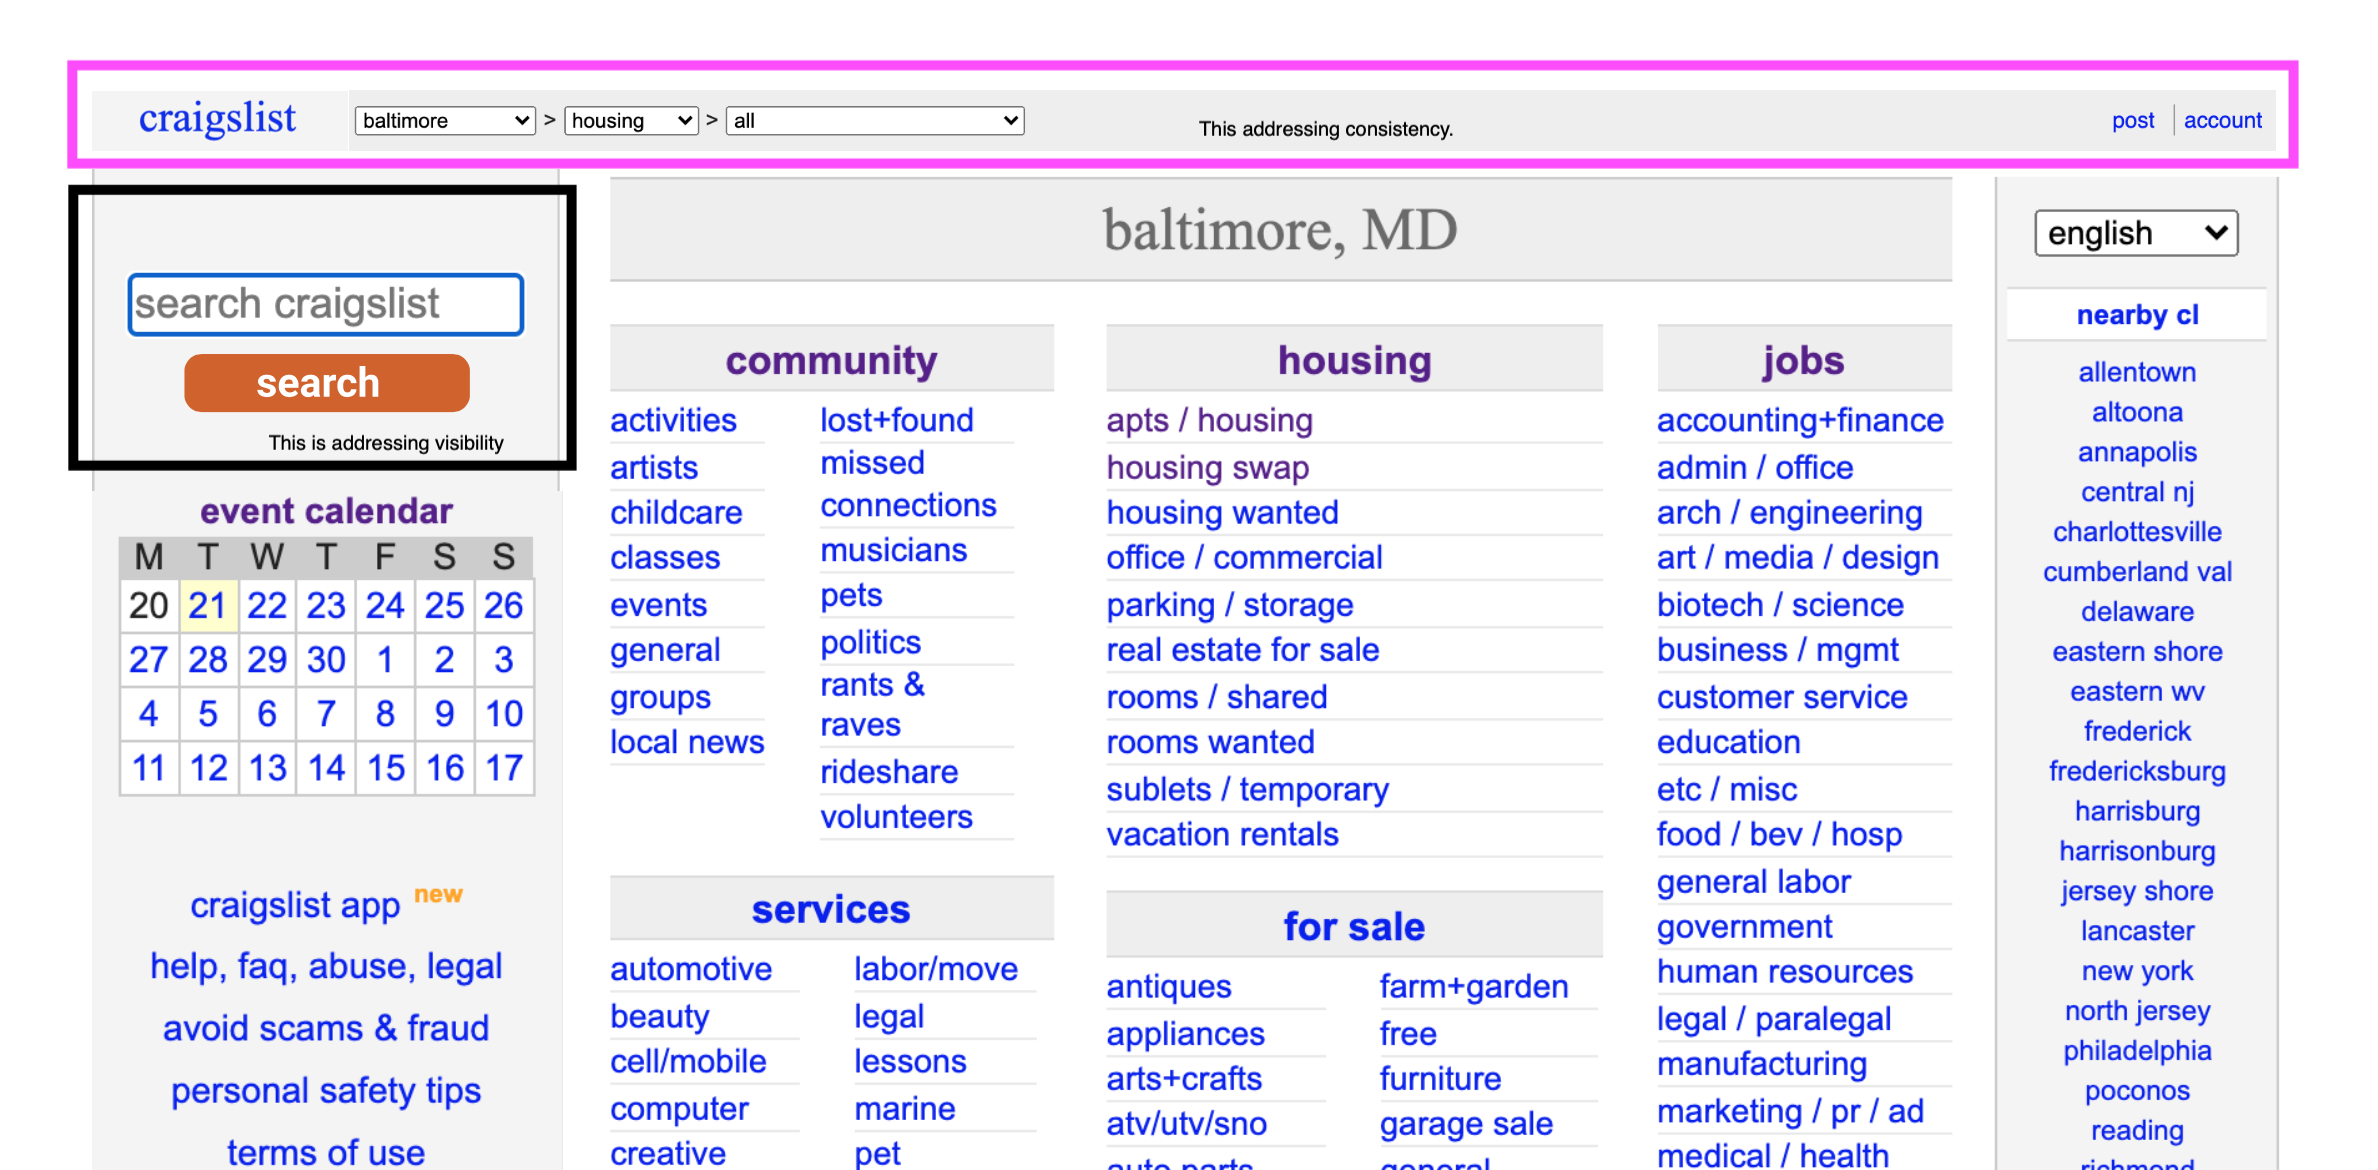 craigslist baltimore > housing > all This addressing consistency. post account
search craigslist
search
This is addressing visibility
event calendar
M T W T F S S
20 21 22 23 24 25 26
27 28 29 30 1 2 3
4 5 6 7 8 9 10
11 12 13 14 15 16 17
craigslist app new
help, faq, abuse, legal
avoid scams & fraud
personal safety tips
terms of use
baltimore, MD
community
activities
artists
childcare
classes
events
general
groups
local news
lost+found
missed
connections
musicians
pets
politics
rants &
raves
rideshare
volunteers
services
automotive
beauty
cell/mobile
computer
creative
labor/move
legal
lessons
marine
pet
housing
apts / housing
housing swap
housing wanted
office / commercial
parking / storage
real estate for sale
rooms / shared
rooms wanted
sublets / temporary
vacation rentals
for sale
antiques
appliances
arts+crafts
atv/utv/sno
auto parts
farm+garden
free
furniture
garage sale
general
jobs
accounting+finance
admin / office
arch / engineering
art / media / design
biotech / science
business / mgmt
customer service
education
etc / misc
food / bev / hosp
general labor
government
human resources
legal / paralegal
manufacturing
marketing / pr / ad
medical / health
english
nearby cl
allentown
altoona
annapolis
central nj
charlottesville
cumberland val
delaware
eastern shore
eastern wv
frederick
fredericksburg
harrisburg
harrisonburg
jersey shore
lancaster
new york
north jersey
philadelphia
poconos
reading
richmond